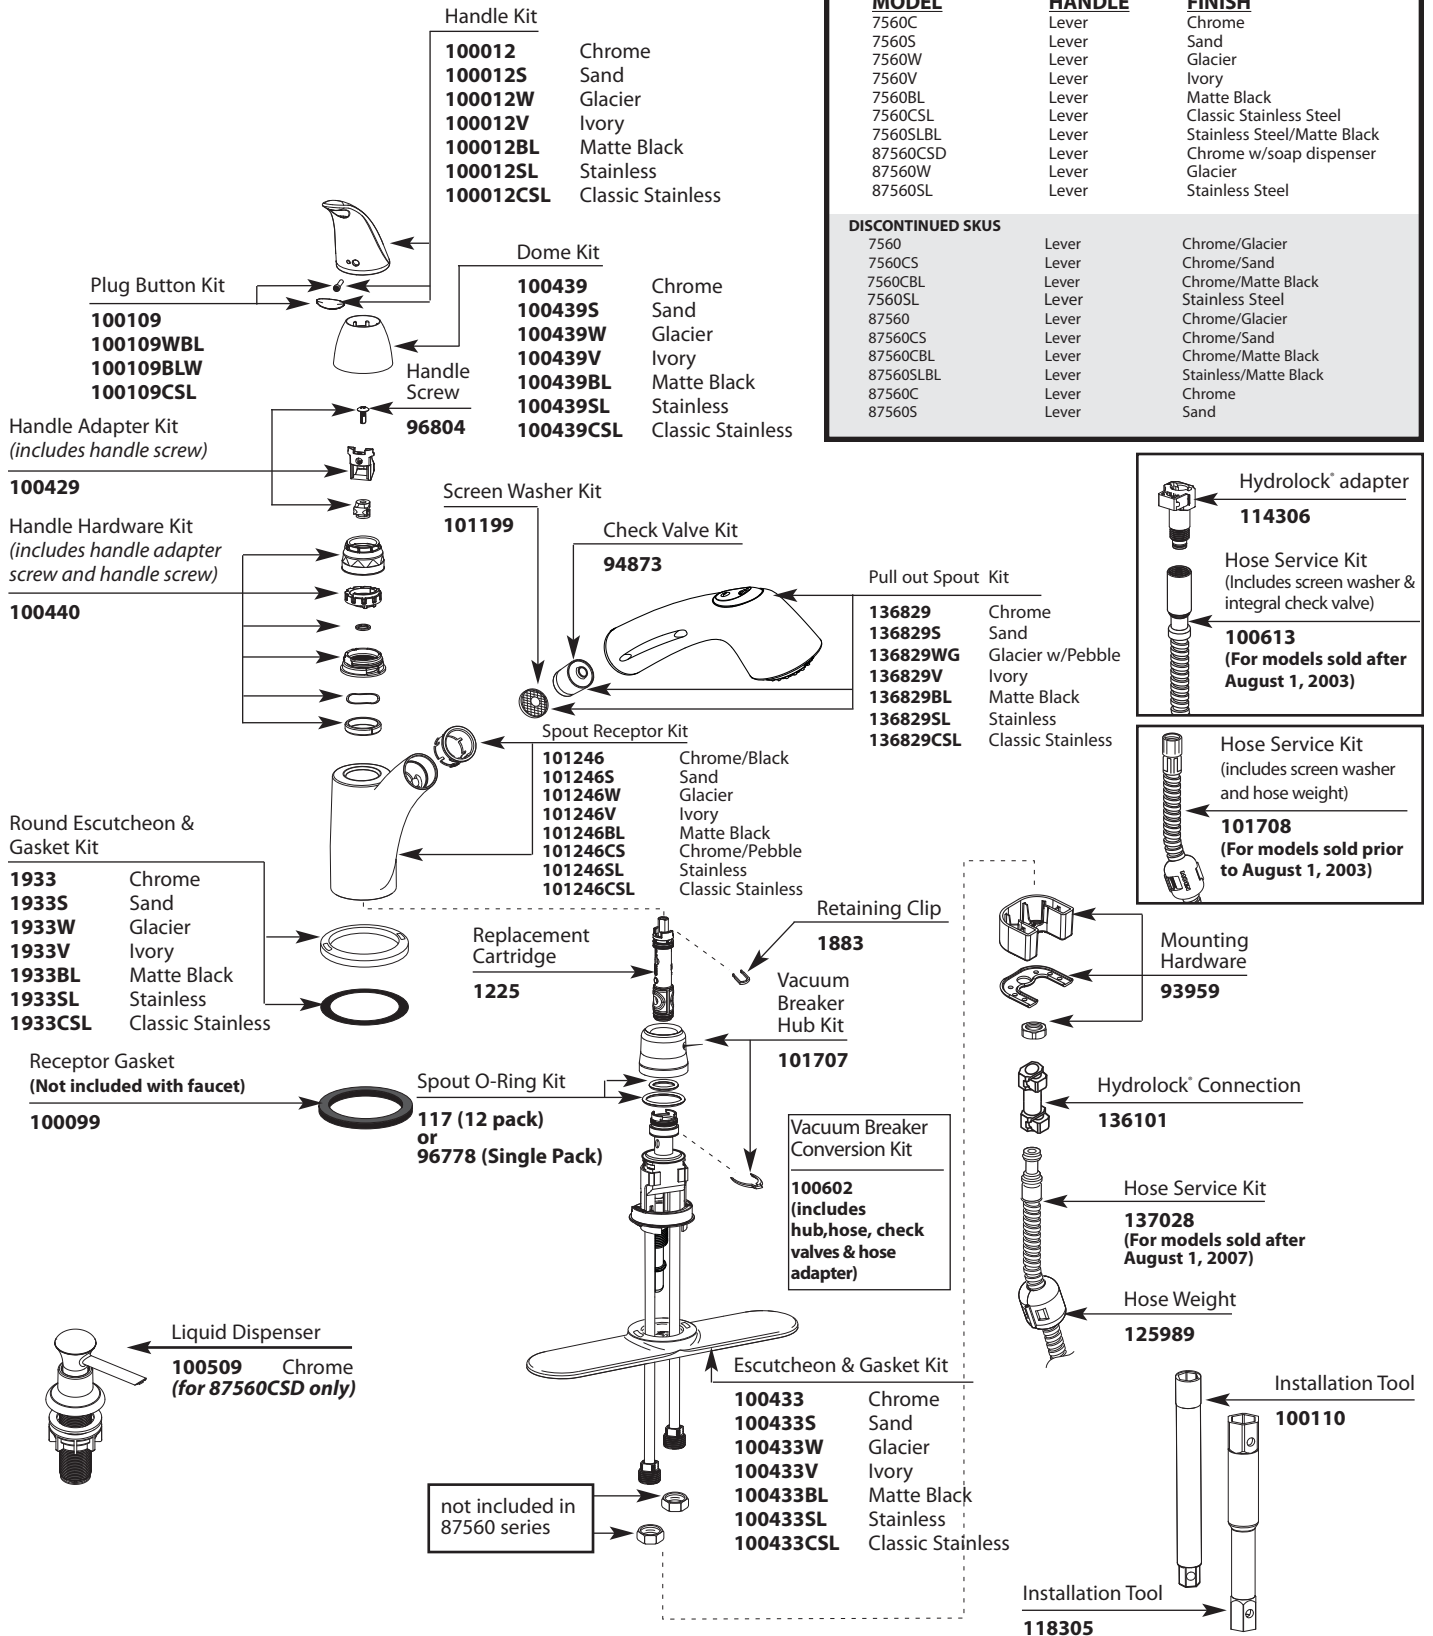 Handle Kit
100012 Chrome
100012S Sand
100012W Glacier
100012V Ivory
100012BL Matte Black
100012SL Stainless
100012CSL Classic Stainless
MODEL HANDLE FINISH
7560C Lever Chrome
7560S Lever Sand
7560W Lever Glacier
7560V Lever Ivory
7560BL Lever Matte Black
7560CSL Lever Classic Stainless Steel
7560SLBL Lever Stainless Steel/Matte Black
87560CSD Lever Chrome w/soap dispenser
87560W Lever Glacier
87560SL Lever Stainless Steel
DISCONTINUED SKUS
7560 Lever Chrome/Glacier
7560CS Lever Chrome/Sand
7560CBL Lever Chrome/Matte Black
7560SL Lever Stainless Steel
87560 Lever Chrome/Glacier
87560CS Lever Chrome/Sand
87560CBL Lever Chrome/Matte Black
87560SLBL Lever Stainless/Matte Black
87560C Lever Chrome
87560S Lever Sand
Plug Button Kit
100109
100109WBL
100109BLW
100109CSL
Dome Kit
100439 Chrome
100439S Sand
100439W Glacier
100439V Ivory
100439BL Matte Black
100439SL Stainless
100439CSL Classic Stainless
Handle
Screw
96804
Handle Adapter Kit
(includes handle screw)
100429
Handle Hardware Kit
(includes handle adapter
screw and handle screw)
100440
Screen Washer Kit
101199
Check Valve Kit
94873
Pull out Spout Kit
136829 Chrome
136829S Sand
136829WG Glacier w/Pebble
136829V Ivory
136829BL Matte Black
136829SL Stainless
136829CSL Classic Stainless
Hydrolock® adapter
114306
Hose Service Kit
(Includes screen washer &
integral check valve)
100613
(For models sold after
August 1, 2003)
Hose Service Kit
(includes screen washer
and hose weight)
101708
(For models sold prior
to August 1, 2003)
Spout Receptor Kit
101246 Chrome/Black
101246S Sand
101246W Glacier
101246V Ivory
101246BL Matte Black
101246CS Chrome/Pebble
101246SL Stainless
101246CSL Classic Stainless
Round Escutcheon &
Gasket Kit
1933 Chrome
1933S Sand
1933W Glacier
1933V Ivory
1933BL Matte Black
1933SL Stainless
1933CSL Classic Stainless
Receptor Gasket
(Not included with faucet)
100099
Replacement
Cartridge
1225
Retaining Clip
1883
Vacuum
Breaker
Hub Kit
101707
Spout O-Ring Kit
117 (12 pack)
or
96778 (Single Pack)
Vacuum Breaker
Conversion Kit
100602
(includes
hub,hose, check
valves & hose
adapter)
Mounting
Hardware
93959
Hydrolock® Connection
136101
Hose Service Kit
137028
(For models sold after
August 1, 2007)
Hose Weight
125989
Liquid Dispenser
100509 Chrome
(for 87560CSD only)
Escutcheon & Gasket Kit
100433 Chrome
100433S Sand
100433W Glacier
100433V Ivory
100433BL Matte Black
100433SL Stainless
100433CSL Classic Stainless
not included in
87560 series
Installation Tool
100110
Installation Tool
118305